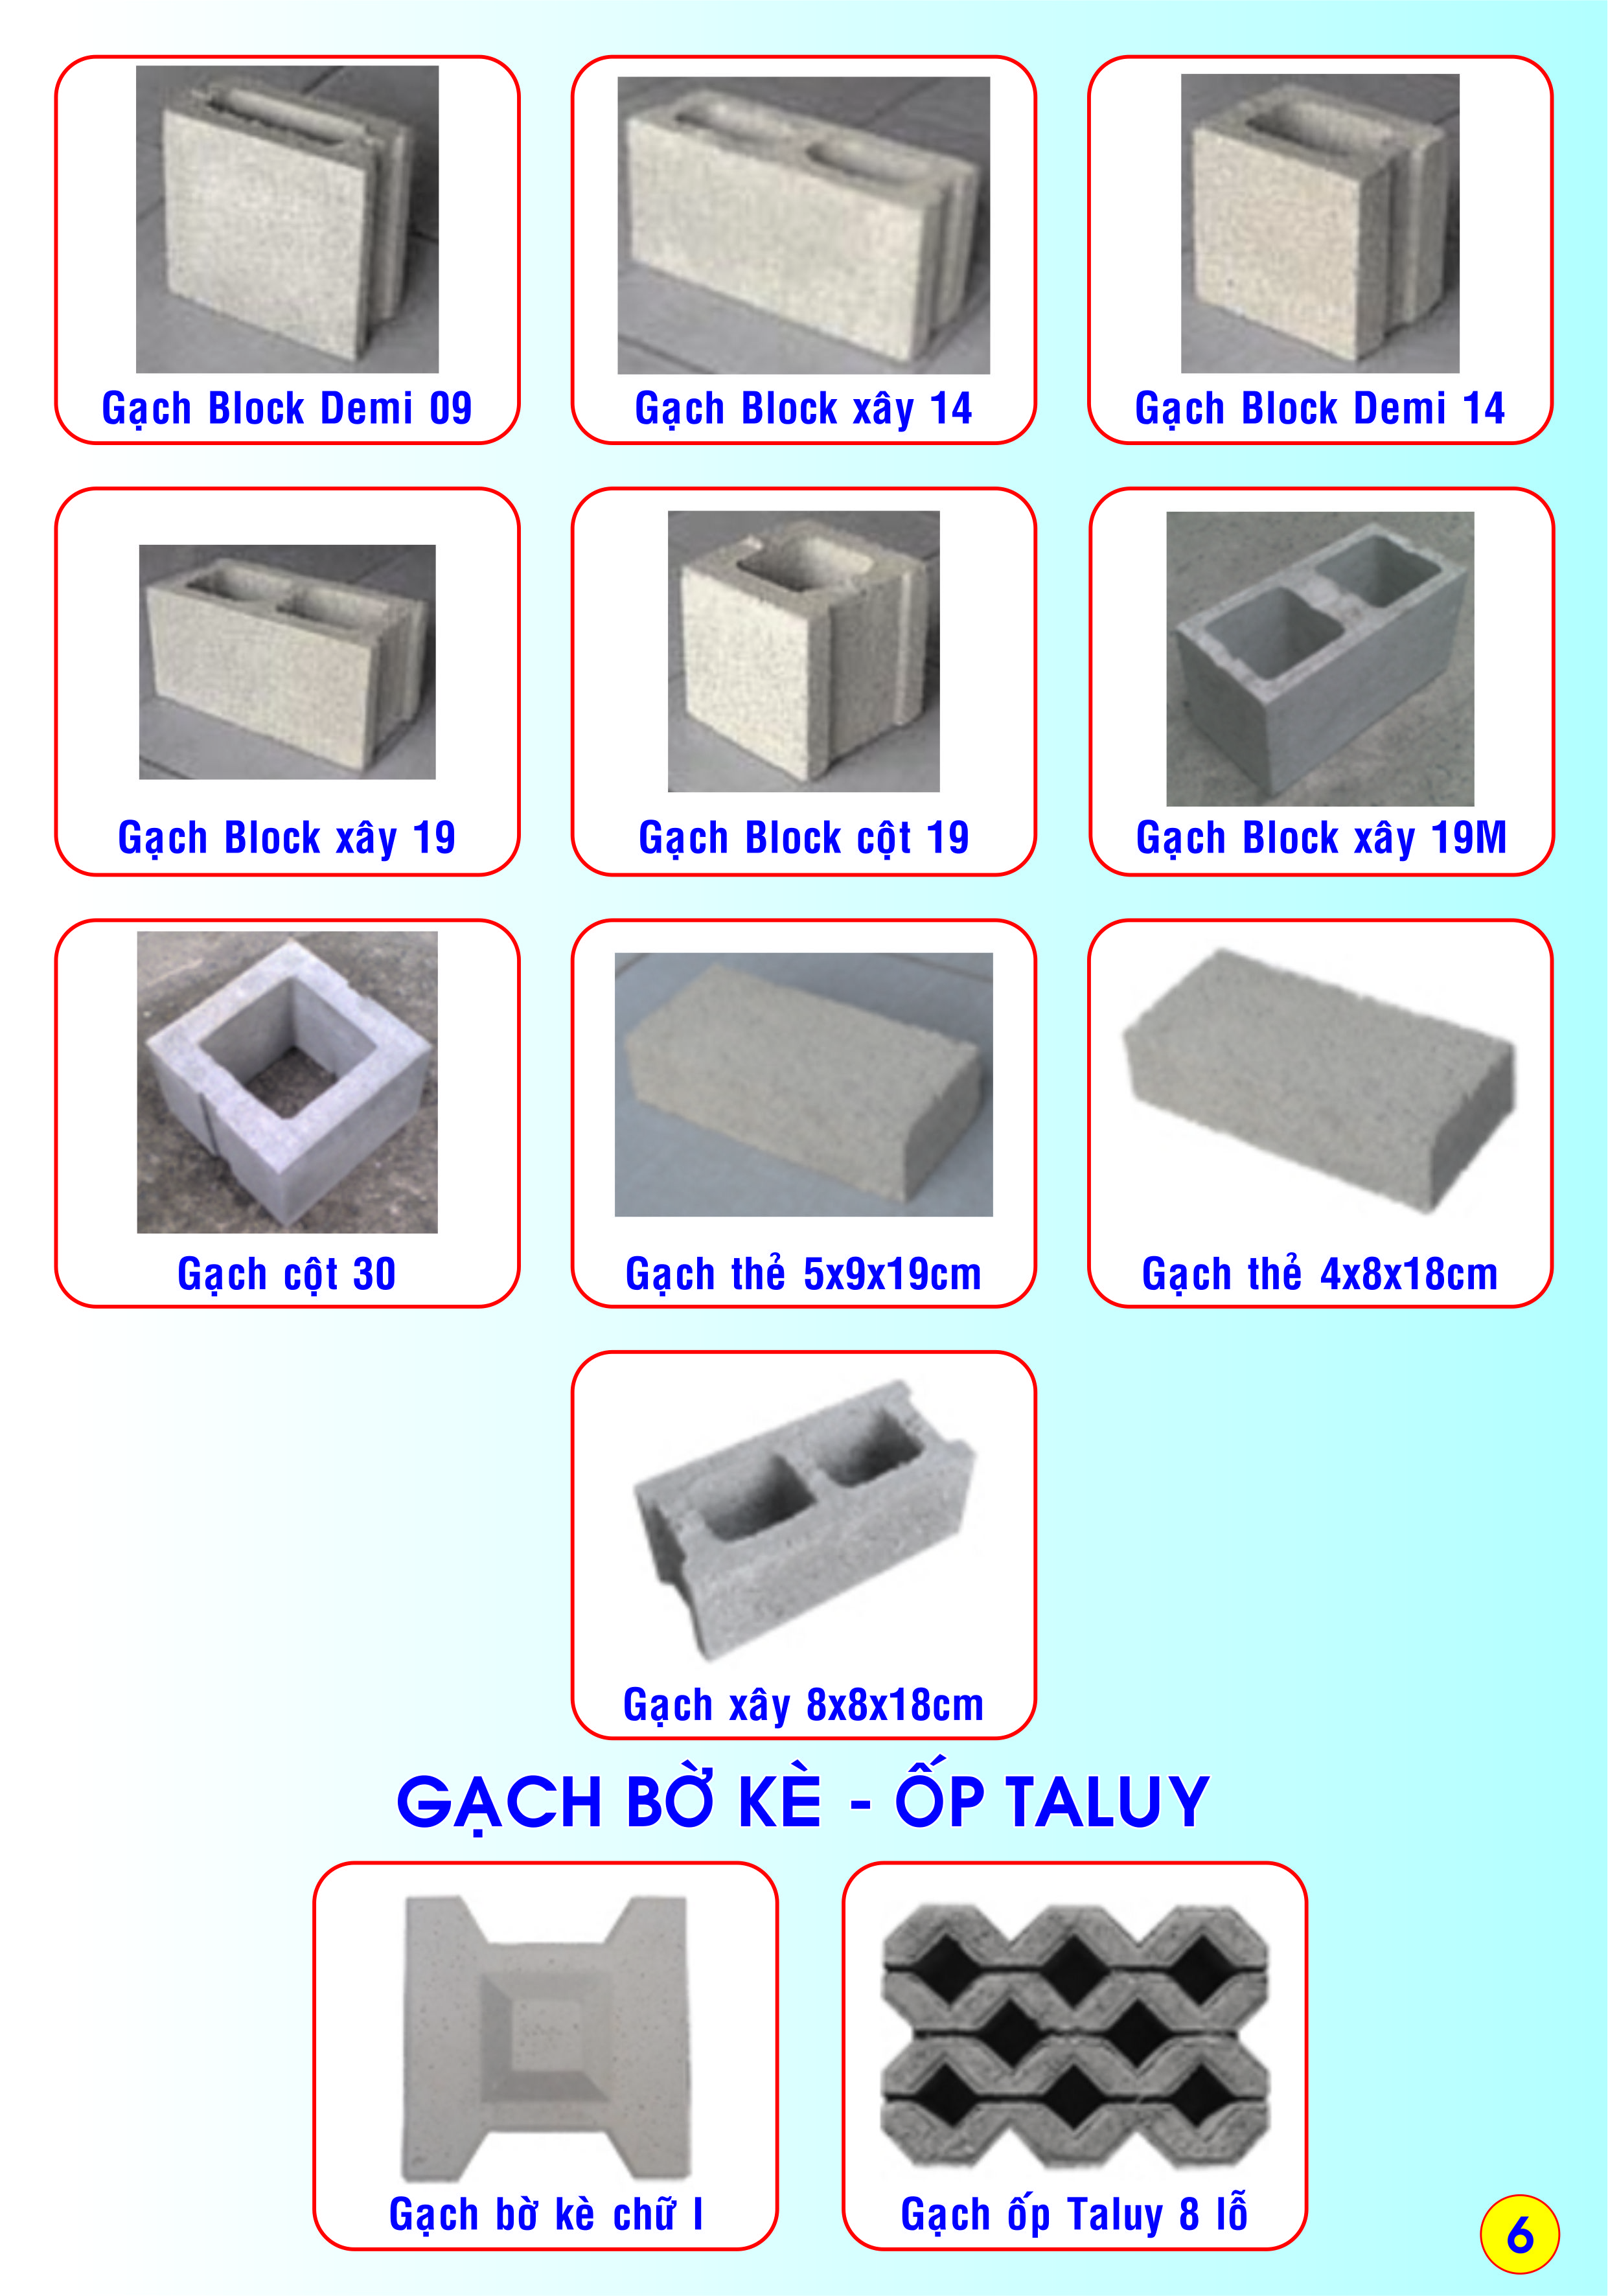 Gạch Block Demi 09
Gạch Block xây 14
Gạch Block Demi 14
Gạch Block xây 19
Gạch Block cột 19
Gạch Block xây 19M
Gạch cột 30
Gạch thẻ 5x9x19cm
Gạch thẻ 4x8x18cm
Gạch xây 8x8x18cm
GẠCH BỜ KÈ - ỐP TALUY
Gạch bờ kè chữ I
Gạch ốp Taluy 8 lỗ
6